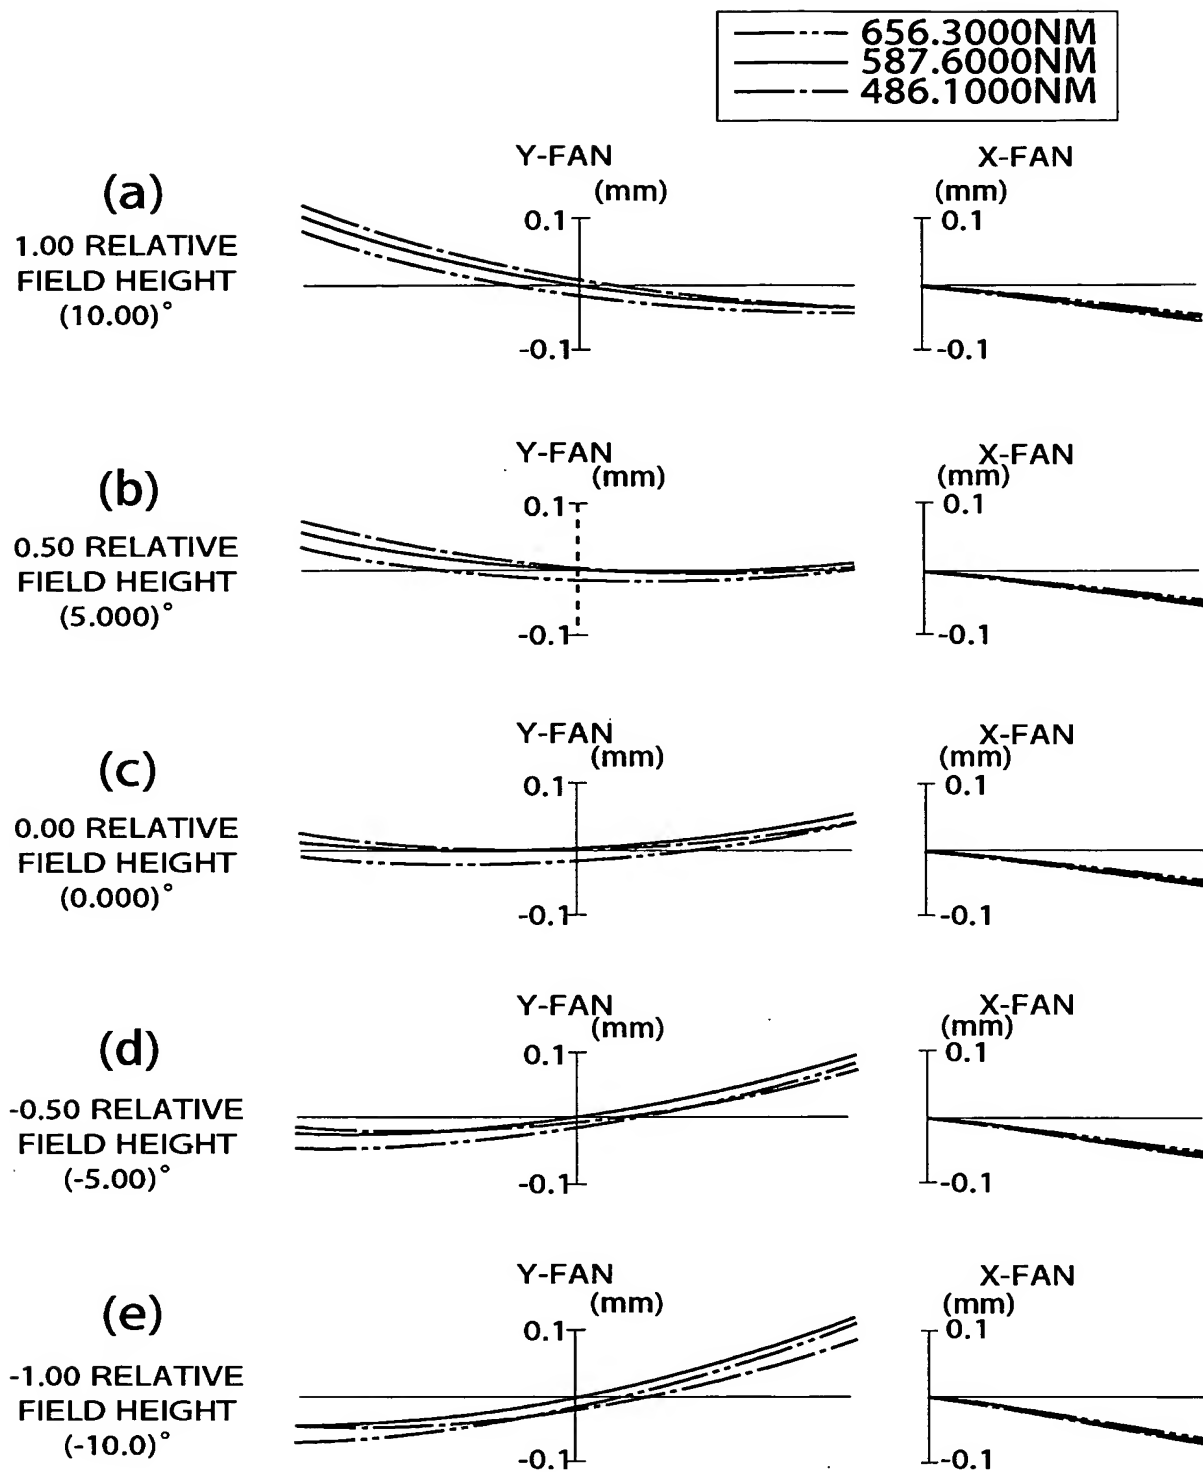 656.3000NM
587.6000NM
486.1000NM
Y-FAN X-FAN
(a) (mm) (mm)
0.1 0.1
1.00 RELATIVE
FIELD HEIGHT
(10.00)°
-0.1 -0.1
Y-FAN X-FAN
(b) (mm) (mm)
0.1 0.1
0.50 RELATIVE
FIELD HEIGHT
(5.000)°
-0.1 -0.1
Y-FAN X-FAN
(c) (mm) (mm)
0.1 0.1
0.00 RELATIVE
FIELD HEIGHT
(0.000)°
-0.1 -0.1
Y-FAN X-FAN
(d) (mm) (mm)
0.1 0.1
-0.50 RELATIVE
FIELD HEIGHT
(-5.00)°
-0.1 -0.1
Y-FAN X-FAN
(e) (mm) (mm)
0.1 0.1
-1.00 RELATIVE
FIELD HEIGHT
(-10.0)°
-0.1 -0.1